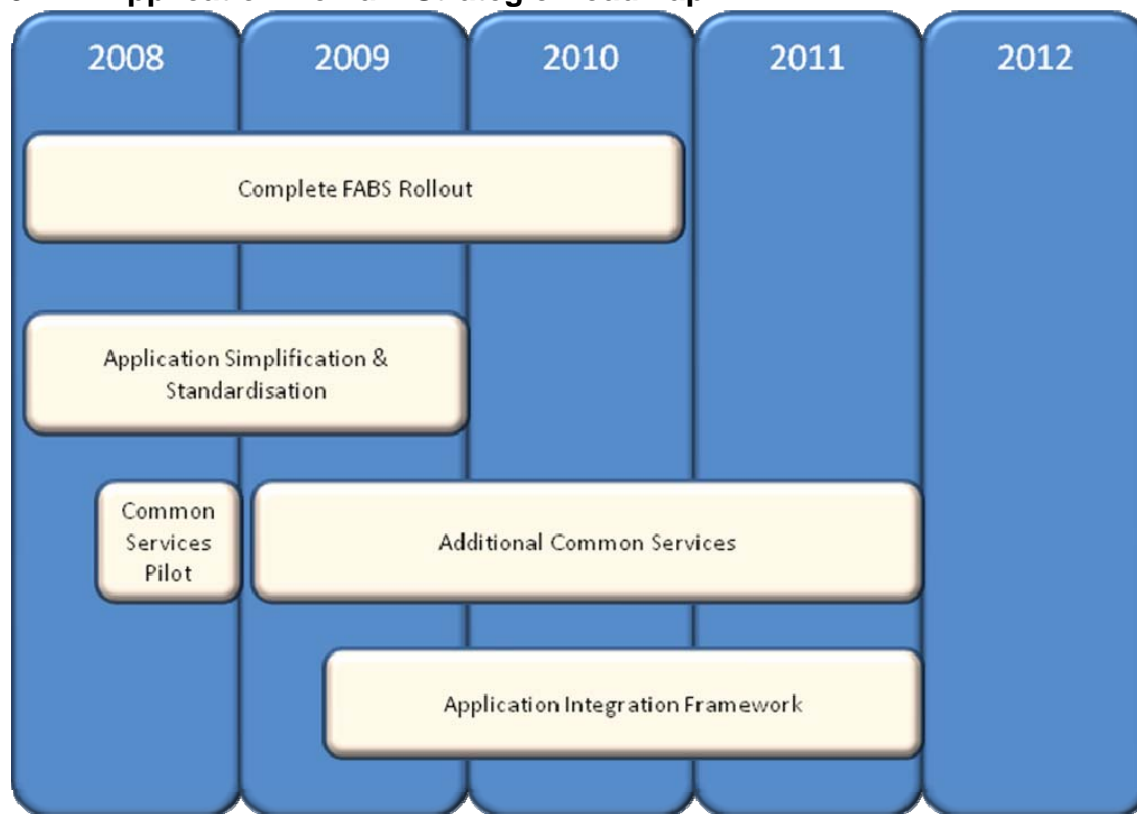 2008 2009 2010 2011 2012
Complete FABS Rollout
Application Simplification &
Standardisation
Common
Services
Pilot
Additional Common Services
Application Integration Framework